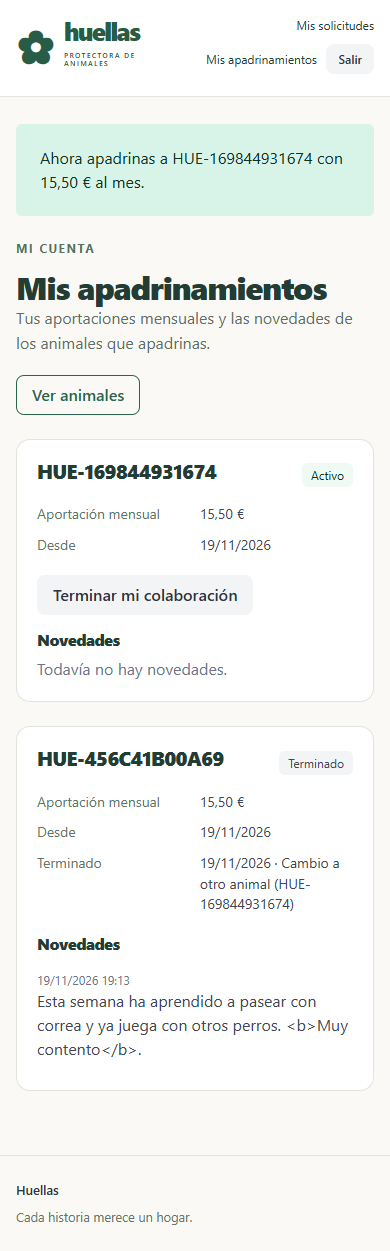 huellas
PROTECTORA DE
ANIMALES
Mis solicitudes
Mis apadrinamientos
Salir
Ahora apadrinas a HUE-169844931674 con
15,50 € al mes.
MI CUENTA
Mis apadrinamientos
Tus aportaciones mensuales y las novedades de
los animales que apadrinas.
Ver animales
HUE-169844931674
Activo
Aportación mensual 15,50 €
Desde 19/11/2026
Terminar mi colaboración
Novedades
Todavía no hay novedades.
HUE-456C41B00A69
Terminado
Aportación mensual 15,50 €
Desde 19/11/2026
Terminado 19/11/2026 · Cambio a
otro animal (HUE-
169844931674)
Novedades
19/11/2026 19:13
Esta semana ha aprendido a pasear con
correa y ya juega con otros perros. <b>Muy
contento</b>.
Huellas
Cada historia merece un hogar.